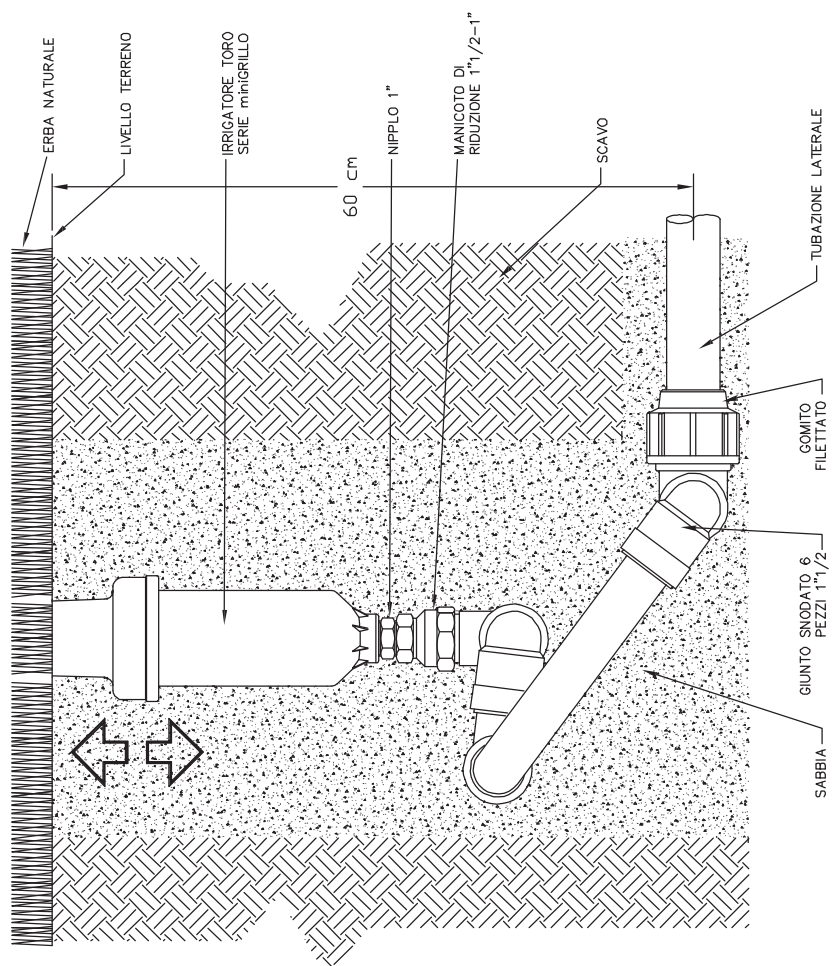 ERBA NATURALE
LIVELLO TERRENO
IRRIGATORE TORO
SERIE miniGRILLO
NIPPLO 1"
MANICOTO DI
RIDUZIONE 1"1/2-1"
SCAVO
60 cm
TUBAZIONE LATERALE
GOMITO
FILETTATO
GIUNTO SNODATO 6
PEZZI 1"1/2
SABBIA